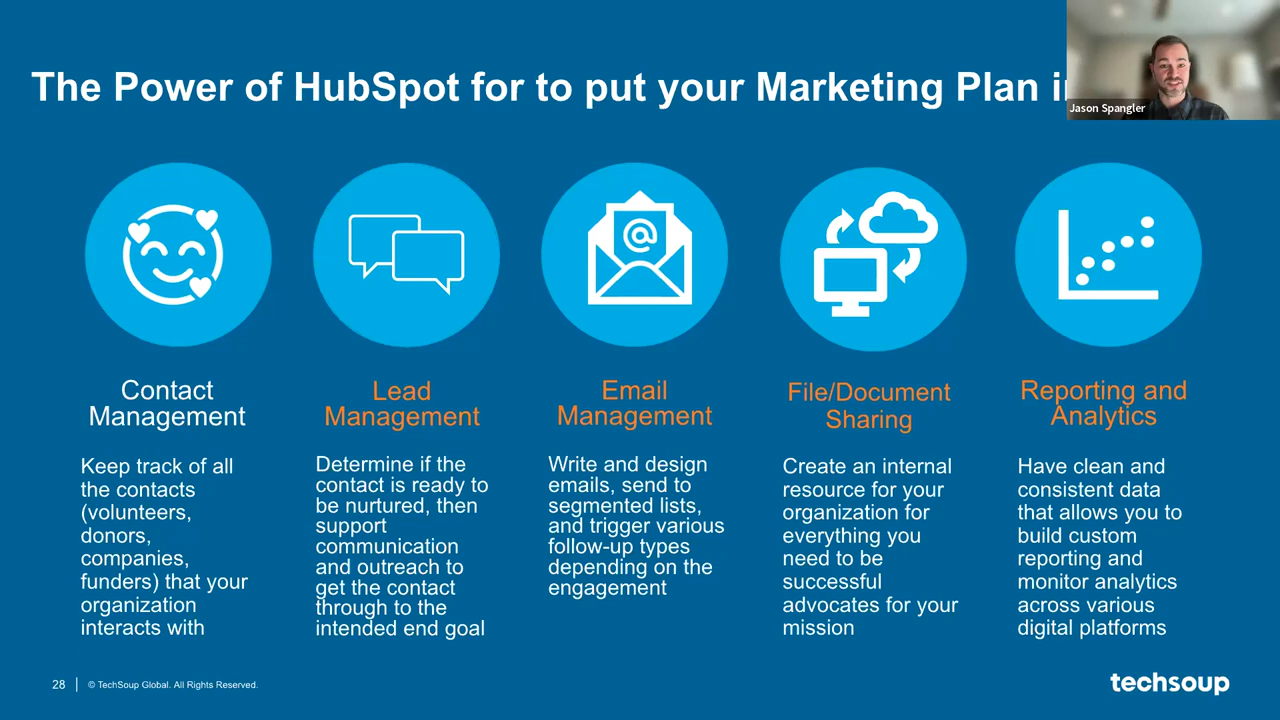 The Power of HubSpot for to put your Marketing Plan
Jason Spangler
@
Contact
Management
Keep track of all
the contacts
(volunteers,
donors,
companies,
funders) that your
organization
interacts with
Lead
Management
Determine if the
contact is ready to
be nurtured, then
support
communication
and outreach to
get the contact
through to the
intended end goal
Email
Management
Write and design
emails, send to
segmented lists,
and trigger various
follow-up types
depending on the
engagement
File/Document
Sharing
Create an internal
resource for your
organization for
everything you
need to be
successful
advocates for your
mission
Reporting and
Analytics
Have clean and
consistent data
that allows you to
build custom
reporting and
monitor analytics
across various
digital platforms
28
© TechSoup Global. All Rights Reserved.
techsoup